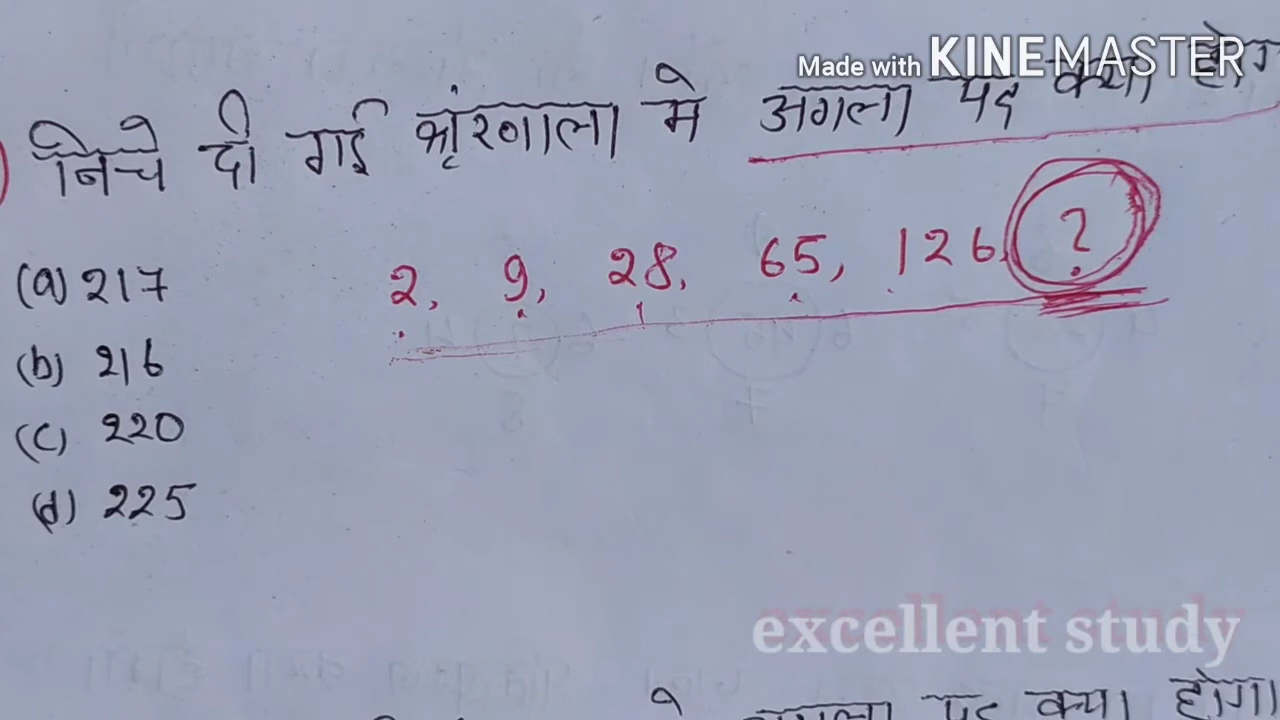 Made with KINEMASTER
निचे दी गई श्रृंखला मे अगला पद क्या होग
2, 9, 28, 65, 126, ?
(a) 217
(b) 216
(c) 220
(d) 225
excellent study
अगला पद क्या होगा